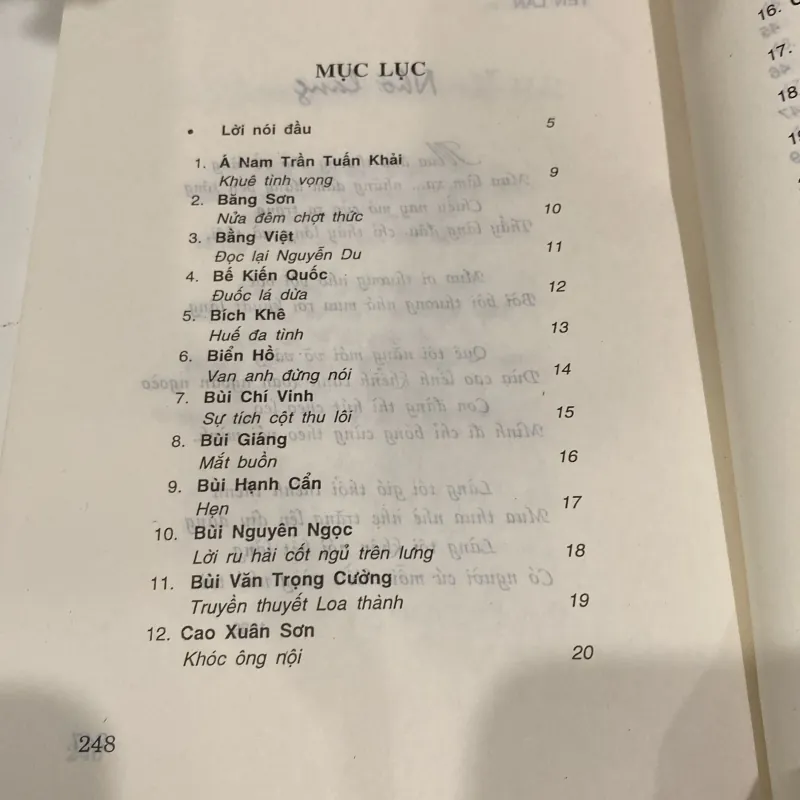 MỤC LỤC
• Lời nói đầu 5
1. Á Nam Trần Tuấn Khải
Khuê tình vọng 9
2. Băng Sơn
Nửa đêm chợt thức 10
3. Bằng Việt
Đọc lại Nguyễn Du 11
4. Bế Kiến Quốc
Đuốc lá dừa 12
5. Bích Khê
Huế đa tình 13
6. Biển Hồ
Van anh đừng nói 14
7. Bùi Chí Vinh
Sự tích cột thu lôi 15
8. Bùi Giáng
Mắt buồn 16
9. Bùi Hạnh Cẩn
Hẹn 17
10. Bùi Nguyên Ngọc
Lời ru hài cốt ngủ trên lưng 18
11. Bùi Văn Trọng Cường
Truyền thuyết Loa thành 19
12. Cao Xuân Sơn
Khóc ông nội 20
248
16.
17.
18